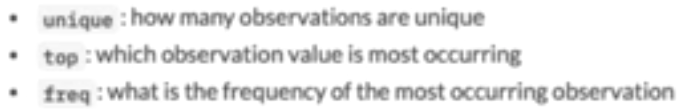 • unique : how many observations are unique
• top : which observation value is most occurring
• freq : what is the frequency of the most occurring observation